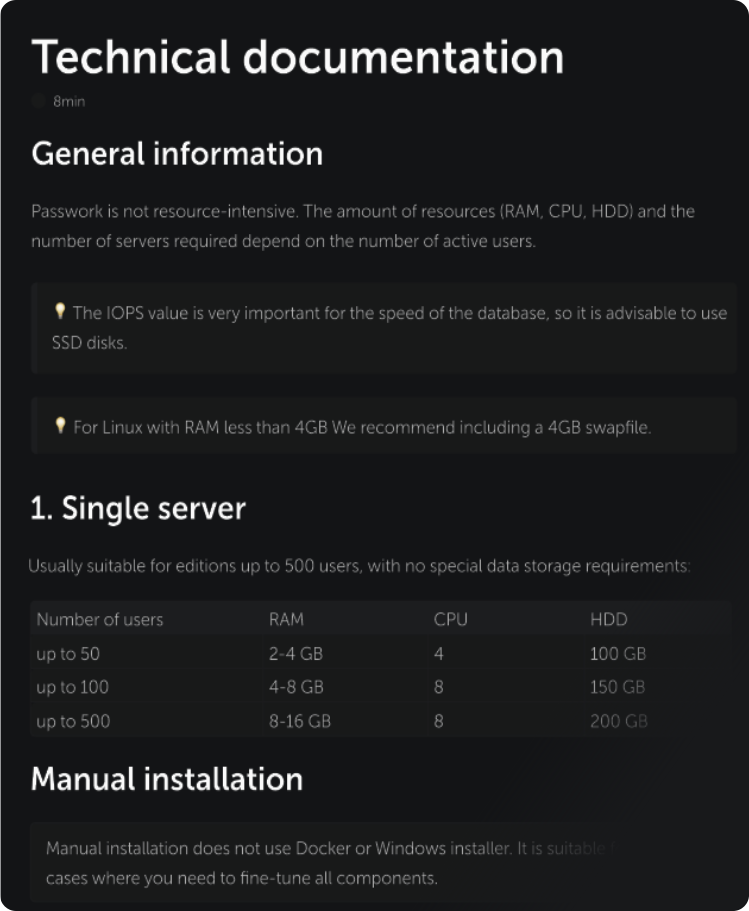 Technical documentation
8min
General information
Passwork is not resource-intensive. The amount of resources (RAM, CPU, HDD) and the
number of servers required depend on the number of active users.
The IOPS value is very important for the speed of the database, so it is advisable to use
SSD disks.
For Linux with RAM less than 4GB We recommend including a 4GB swapfile.
1. Single server
Usually suitable for editions up to 500 users, with no special data storage requirements:
Number of users RAM CPU HDD
up to 50 2-4 GB 4 100 GB
up to 100 4-8 GB 8 150 GB
up to 500 8-16 GB 8 200 GB
Manual installation
Manual installation does not use Docker or Windows installer. It is suitable
cases where you need to fine-tune all components.